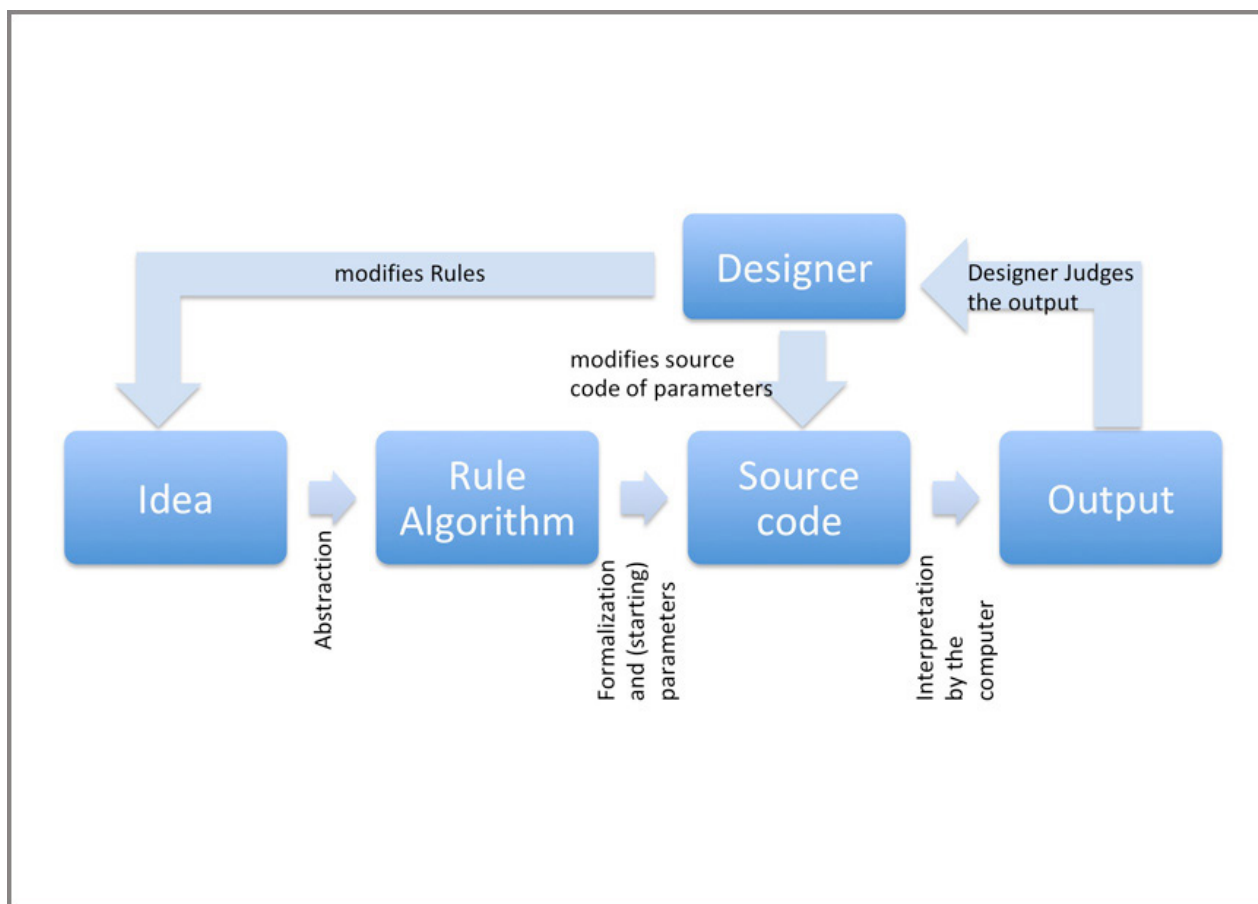 Designer
modifies Rules
Designer Judges
the output
modifies source
code of parameters
Idea
Rule
Algorithm
Source
code
Output
Abstraction
Formalization
and (starting)
parameters
Interpretation
by the
computer